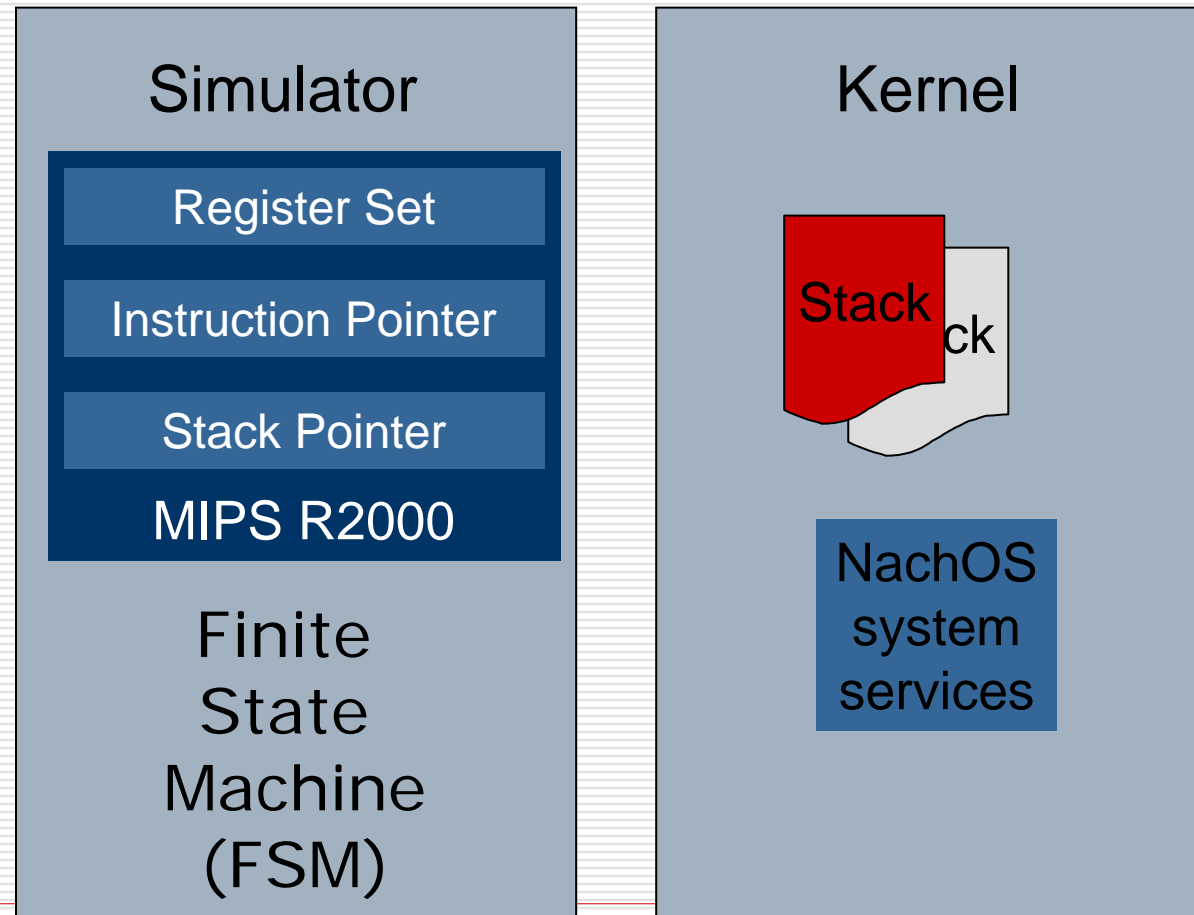 Simulator
Register Set
Instruction Pointer
Stack Pointer
MIPS R2000
Finite
State
Machine
(FSM)
Kernel
Stack
ck
NachOS
system
services